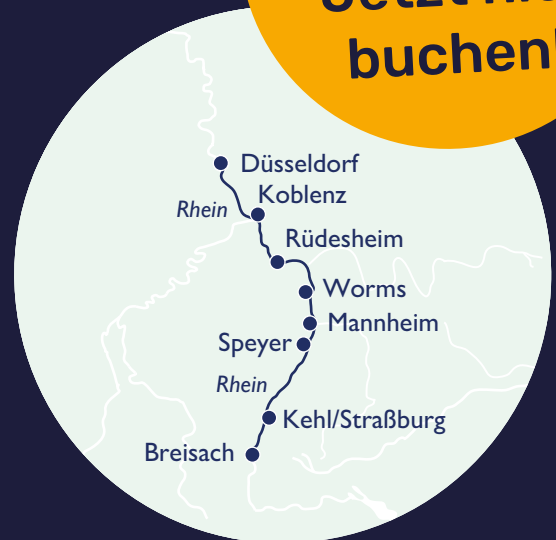 buchen!
Düsseldorf
Koblenz
Rhein
Rüdesheim
Worms
Mannheim
Speyer
Rhein
Kehl/Straßburg
Breisach